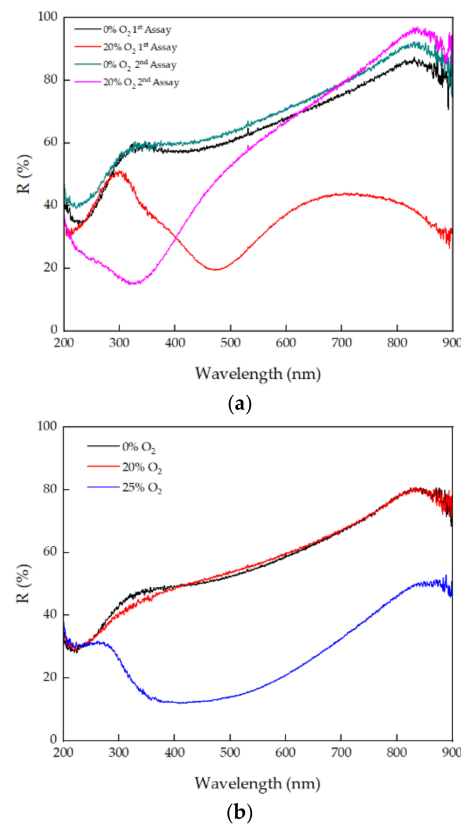 100
80
60
40
20
0
R (%)
0% O2 1st Assay
20% O2 1st Assay
0% O2 2nd Assay
20% O2 2nd Assay
200 300 400 500 600 700 800 900
Wavelength (nm)
(a)
100
80
60
40
20
0
R (%)
0% O2
20% O2
25% O2
200 300 400 500 600 700 800 900
Wavelength (nm)
(b)